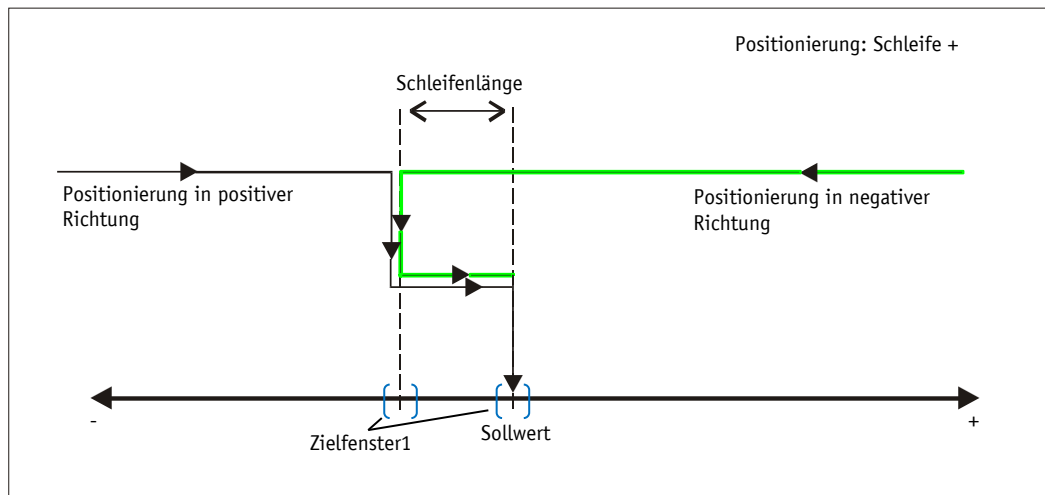 Positionierung: Schleife +
Schleifenlänge
Positionierung in positiver
Richtung
Positionierung in negativer
Richtung
-
+
Zielfenster1
Sollwert